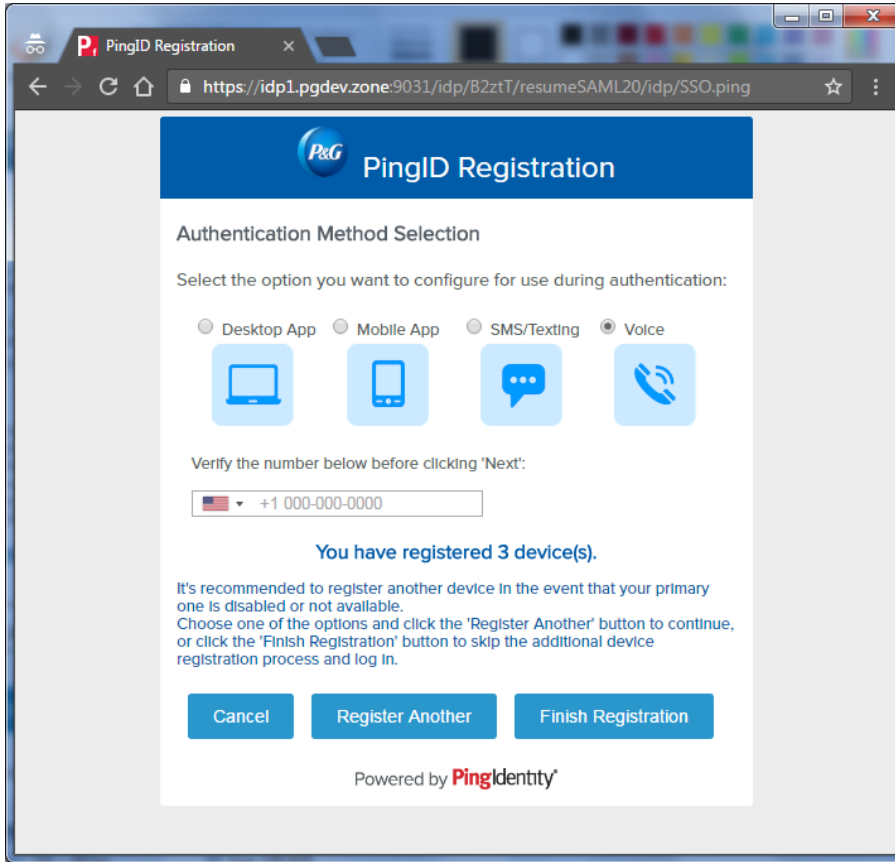 PingID Registration
https://idp1.pgdev.zone:9031/idp/B2ztT/resumeSAML20/idp/SSO.ping
P&G
PingID Registration
Authentication Method Selection
Select the option you want to configure for use during authentication:
Desktop App Mobile App SMS/Texting Voice
Verify the number below before clicking 'Next':
+1 000-000-0000
You have registered 3 device(s).
It's recommended to register another device in the event that your primary
one is disabled or not available.
Choose one of the options and click the 'Register Another' button to continue,
or click the 'Finish Registration' button to skip the additional device
registration process and log in.
Cancel Register Another Finish Registration
Powered by PingIdentity